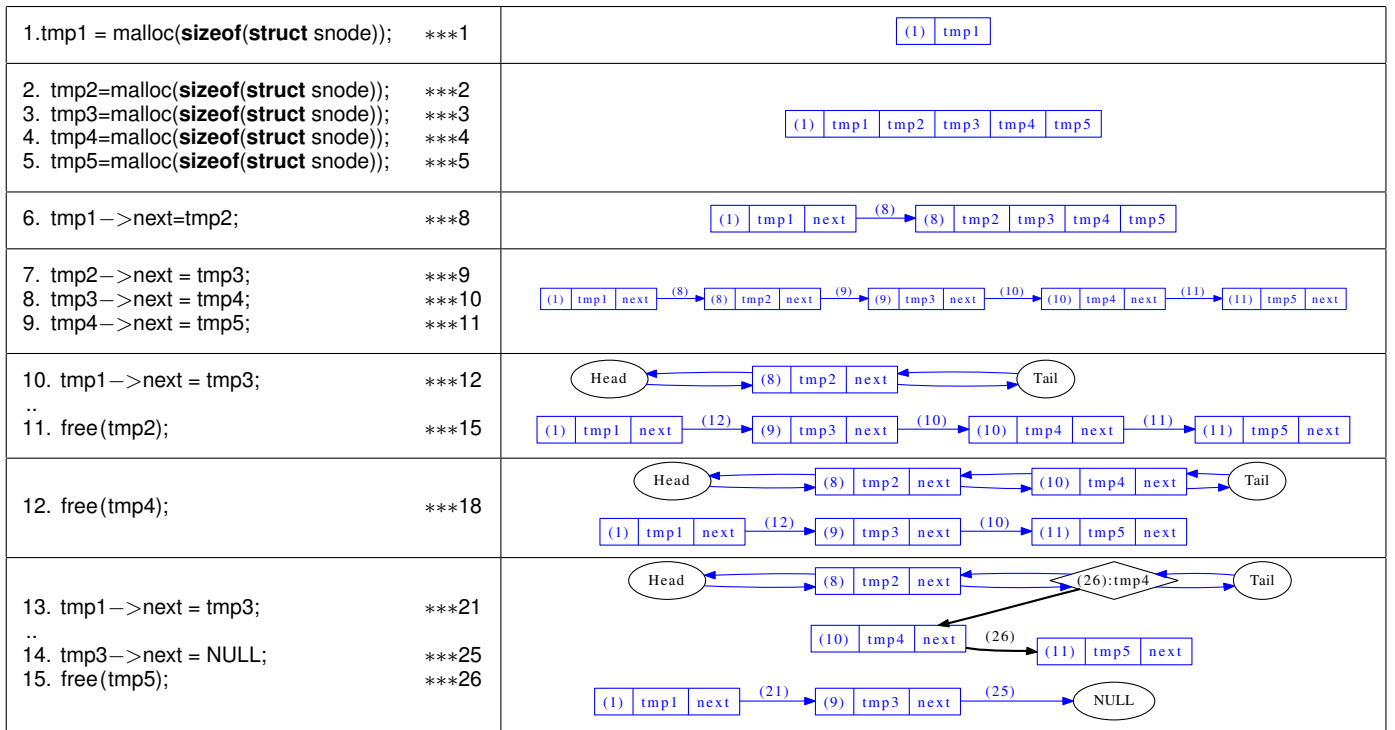 1.tmp1 = malloc(sizeof(struct snode)); ∗∗∗1
(1) tmp1
2. tmp2=malloc(sizeof(struct snode)); ∗∗∗2
3. tmp3=malloc(sizeof(struct snode)); ∗∗∗3
4. tmp4=malloc(sizeof(struct snode)); ∗∗∗4
5. tmp5=malloc(sizeof(struct snode)); ∗∗∗5
(1) tmp1 tmp2 tmp3 tmp4 tmp5
6. tmp1−>next=tmp2; ∗∗∗8
(1) tmp1 next (8) (8) tmp2 tmp3 tmp4 tmp5
7. tmp2−>next = tmp3; ∗∗∗9
8. tmp3−>next = tmp4; ∗∗∗10
9. tmp4−>next = tmp5; ∗∗∗11
(1) tmp1 next (8) (8) tmp2 next (9) (9) tmp3 next (10) (10) tmp4 next (11) (11) tmp5 next
10. tmp1−>next = tmp3; ∗∗∗12
..
11. free(tmp2); ∗∗∗15
Head (8) tmp2 next Tail
(1) tmp1 next (12) (9) tmp3 next (10) (10) tmp4 next (11) (11) tmp5 next
12. free(tmp4); ∗∗∗18
Head (8) tmp2 next (10) tmp4 next Tail
(1) tmp1 next (12) (9) tmp3 next (10) (11) tmp5 next
13. tmp1−>next = tmp3; ∗∗∗21
..
14. tmp3−>next = NULL; ∗∗∗25
15. free(tmp5); ∗∗∗26
Head (8) tmp2 next (26):tmp4 Tail
(10) tmp4 next (26) (11) tmp5 next
(1) tmp1 next (21) (9) tmp3 next (25) NULL